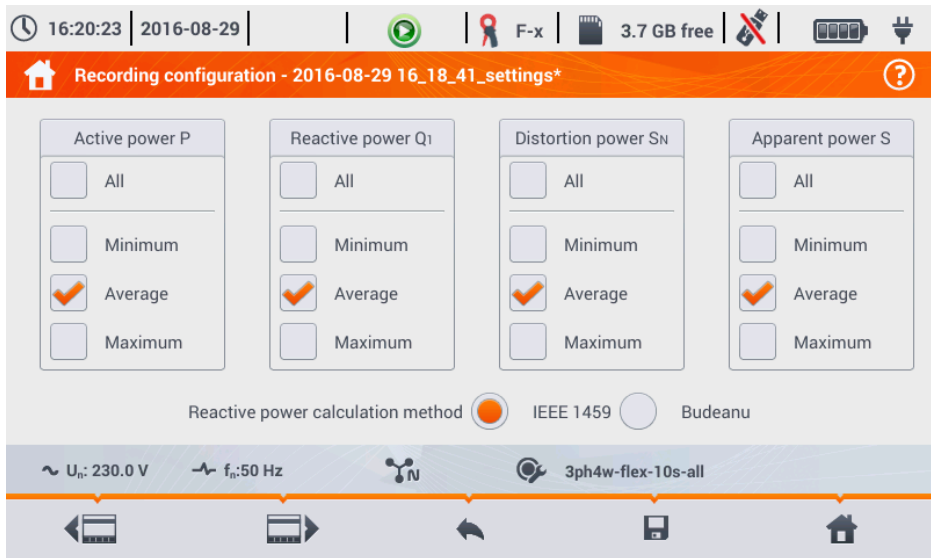 16:20:23 2016-08-29 F-x 3.7 GB free
Recording configuration - 2016-08-29 16_18_41_settings* ?
Active power P Reactive power Q1 Distortion power SN Apparent power S
All All All All
Minimum Minimum Minimum Minimum
Average Average Average Average
Maximum Maximum Maximum Maximum
Reactive power calculation method IEEE 1459 Budeanu
Un: 230.0 V fn:50 Hz N 3ph4w-flex-10s-all